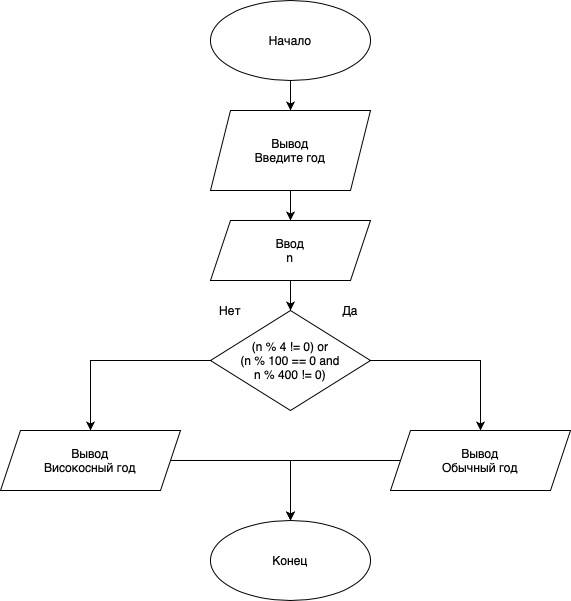 Начало
Вывод
Введите год
Ввод
n
Нет
Да
(n % 4 != 0) or
(n % 100 == 0 and
n % 400 != 0)
Вывод
Високосный год
Вывод
Обычный год
Конец